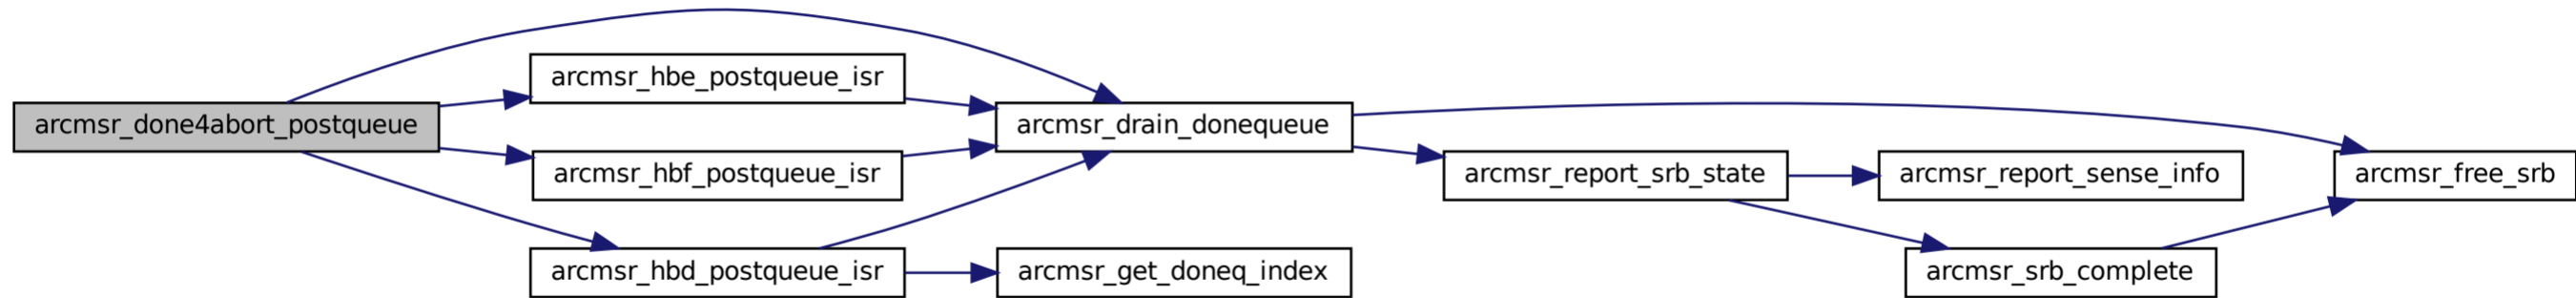 arcmsr_done4abort_postqueue
arcmsr_hbe_postqueue_isr
arcmsr_hbf_postqueue_isr
arcmsr_hbd_postqueue_isr
arcmsr_drain_donequeue
arcmsr_get_doneq_index
arcmsr_report_srb_state
arcmsr_report_sense_info
arcmsr_srb_complete
arcmsr_free_srb